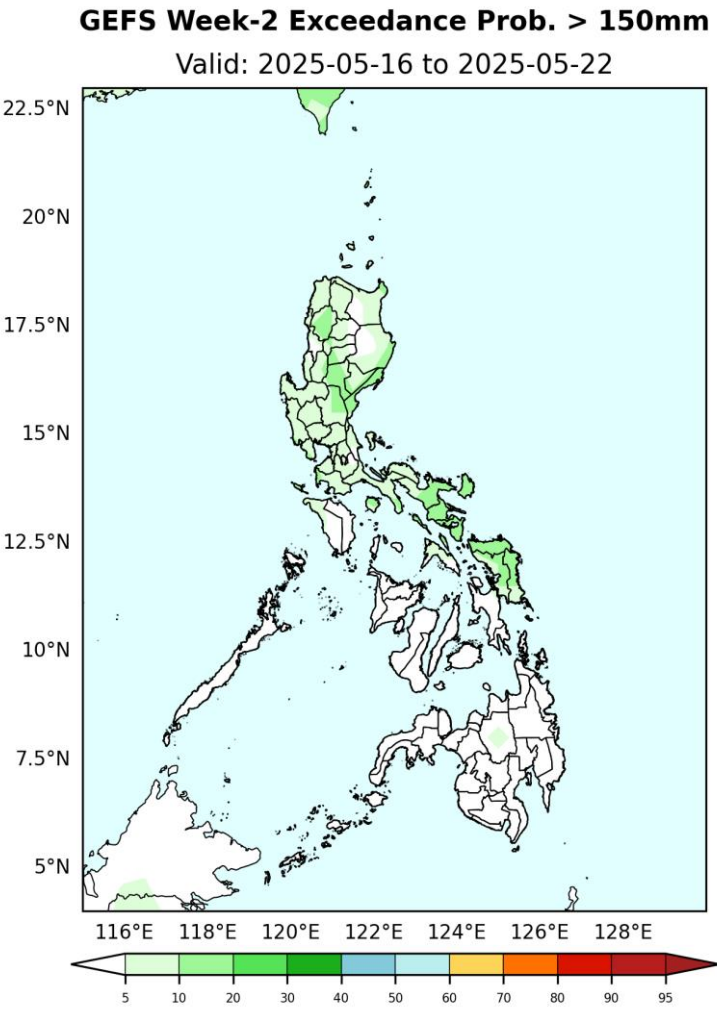 GEFS Week-2 Exceedance Prob. > 150mm
Valid: 2025-05-16 to 2025-05-22
22.5°N
20°N
17.5°N
15°N
12.5°N
10°N
7.5°N
5°N
116°E 118°E 120°E 122°E 124°E 126°E 128°E
5 10 20 30 40 50 60 70 80 90 95